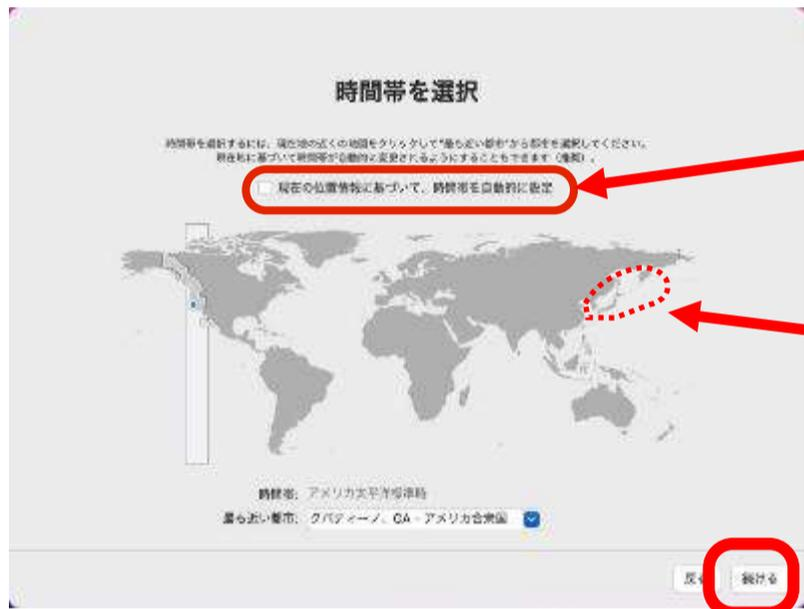 時間帯を選択
時間帯を選択するには、現在地の近くの地図をクリックして"最も近い都市"から都市を選択してください。
現在地に基づいて時間帯が自動的に変更されるようにすることもできます（推奨）。
現在の位置情報に基づいて、時間帯を自動的に設定
時間帯: アメリカ太平洋標準時
最も近い都市: クパティーノ, CA - アメリカ合衆国
戻る 続ける